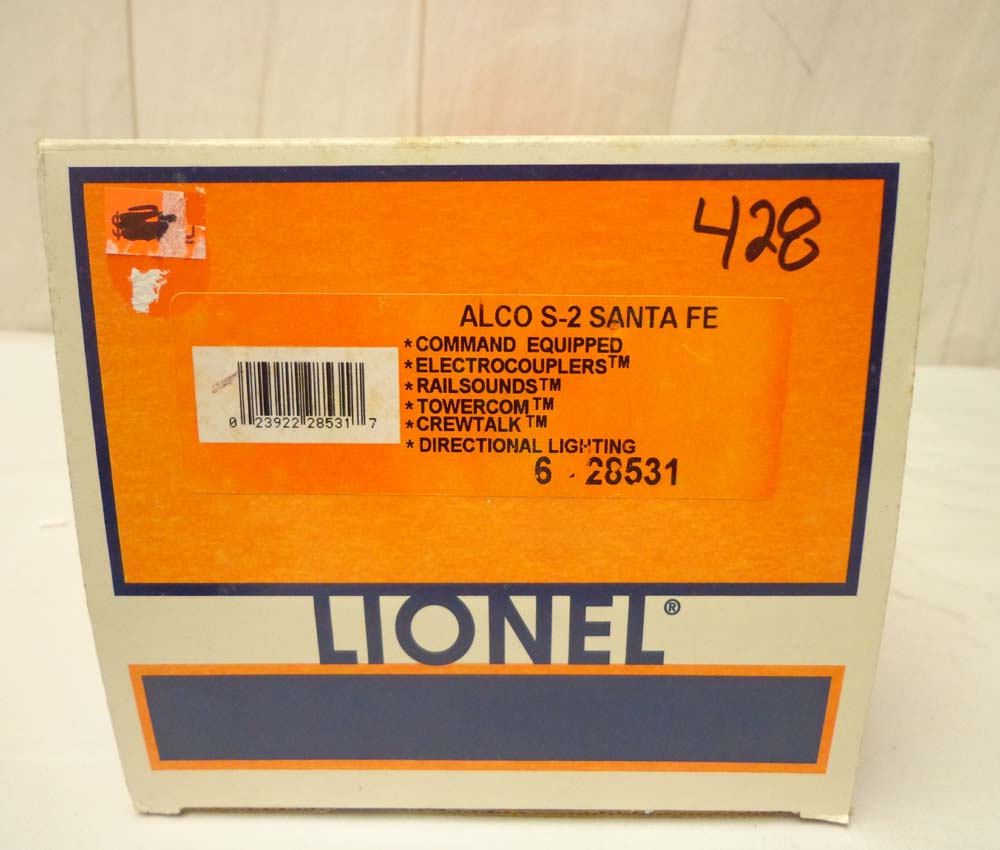 428
ALCO S-2 SANTA FE
*COMMAND EQUIPPED
*ELECTROCOUPLERS™
*RAILSOUNDS™
*TOWERCOM™
*CREWTALK™
*DIRECTIONAL LIGHTING
6 - 28531
0 23922 28531 7
LIONEL®